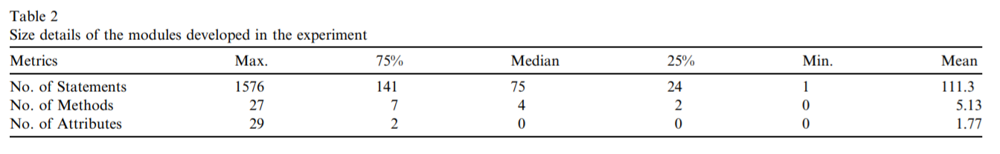 Table 2
Size details of the modules developed in the experiment
Metrics Max. 75% Median 25% Min. Mean
No. of Statements 1576 141 75 24 1 111.3
No. of Methods 27 7 4 2 0 5.13
No. of Attributes 29 2 0 0 0 1.77